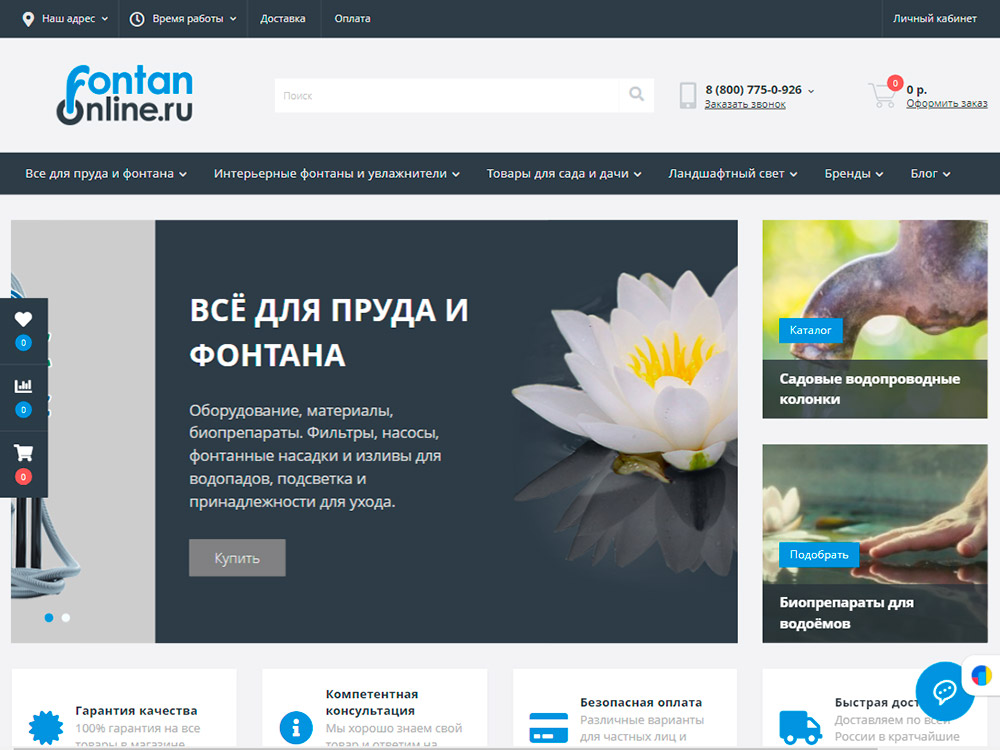 Наш адрес
Время работы
Доставка
Оплата
Личный кабинет
fontan
online.ru
Поиск
8 (800) 775-0-926
Заказать звонок
0
0 р.
Оформить заказ
Все для пруда и фонтана
Интерьерные фонтаны и увлажнители
Товары для сада и дачи
Ландшафтный свет
Бренды
Блог
0
0
0
ВСЁ ДЛЯ ПРУДА И
ФОНТАНА
Оборудование, материалы,
биопрепараты. Фильтры, насосы,
фонтанные насадки и изливы для
водопадов, подсветка и
принадлежности для ухода.
Купить
Каталог
Садовые водопроводные
колонки
Подобрать
Биопрепараты для
водоёмов
Гарантия качества
100% гарантия на все
товары в магазине
Компетентная
консультация
Мы хорошо знаем свой
товар и ответим на
Безопасная оплата
Различные варианты
для частных лиц и
Быстрая дост
Доставляем по всей
России в кратчайшие